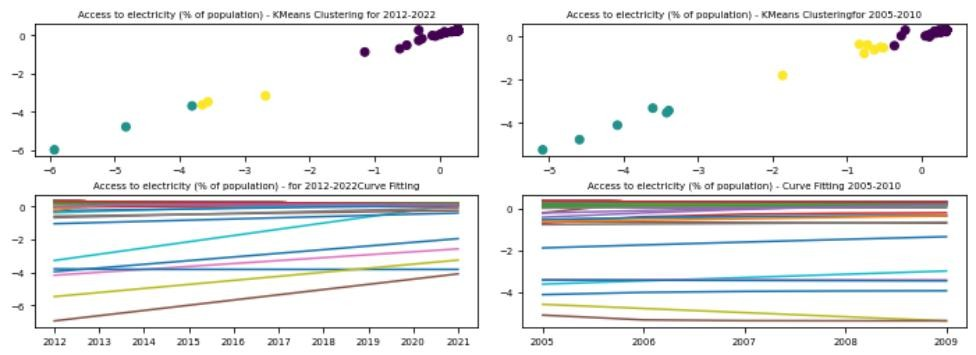 Access to electricity (% of population) - KMeans Clustering for 2012-2022
0
−2
−4
−6
−6 −5 −4 −3 −2 −1 0
Access to electricity (% of population) - KMeans Clusteringfor 2005-2010
0
−2
−4
−5 −4 −3 −2 −1 0
Access to electricity (% of population) - for 2012-2022Curve Fitting
0
−2
−4
−6
2012 2013 2014 2015 2016 2017 2018 2019 2020 2021
Access to electricity (% of population) - Curve Fitting 2005-2010
0
−2
−4
2005 2006 2007 2008 2009